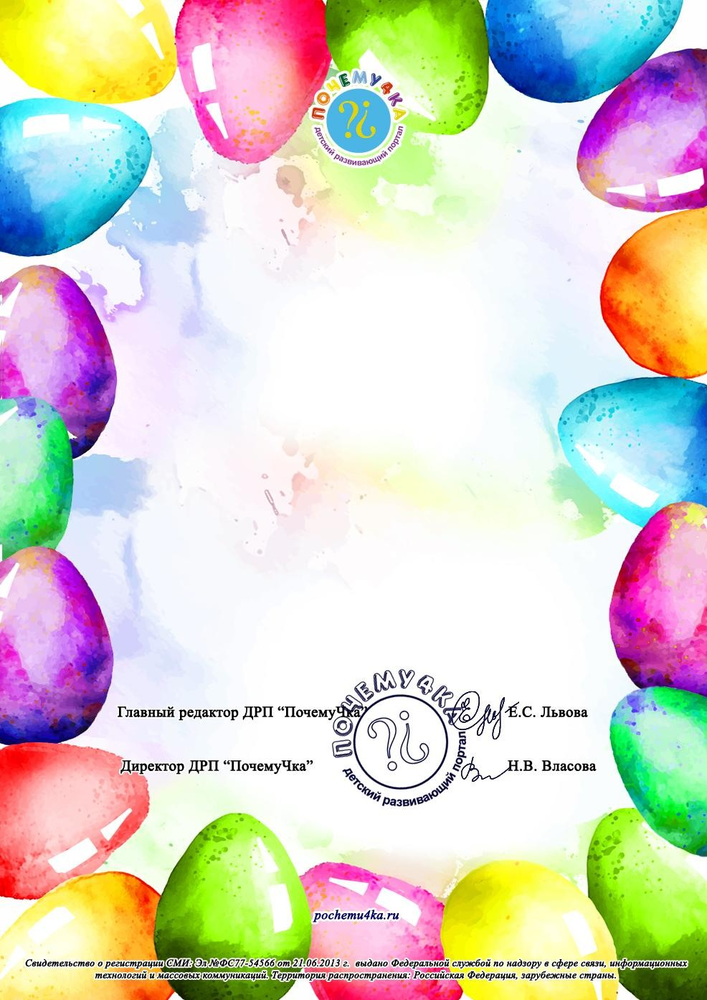 ПОЧЕМУ4КА
детский развивающий портал
Главный редактор ДРП “ПочемуЧка” Е.С. Львова
ПОЧЕМУ4КА
детский развивающий портал
Директор ДРП “ПочемуЧка” Н.В. Власова
pochemu4ka.ru
Свидетельство о регистрации СМИ: Эл №ФС77-54566 от 21.06.2013 г. выдано Федеральной службой по надзору в сфере связи, информационных
технологий и массовых коммуникаций. Территория распространения: Российская Федерация, зарубежные страны.